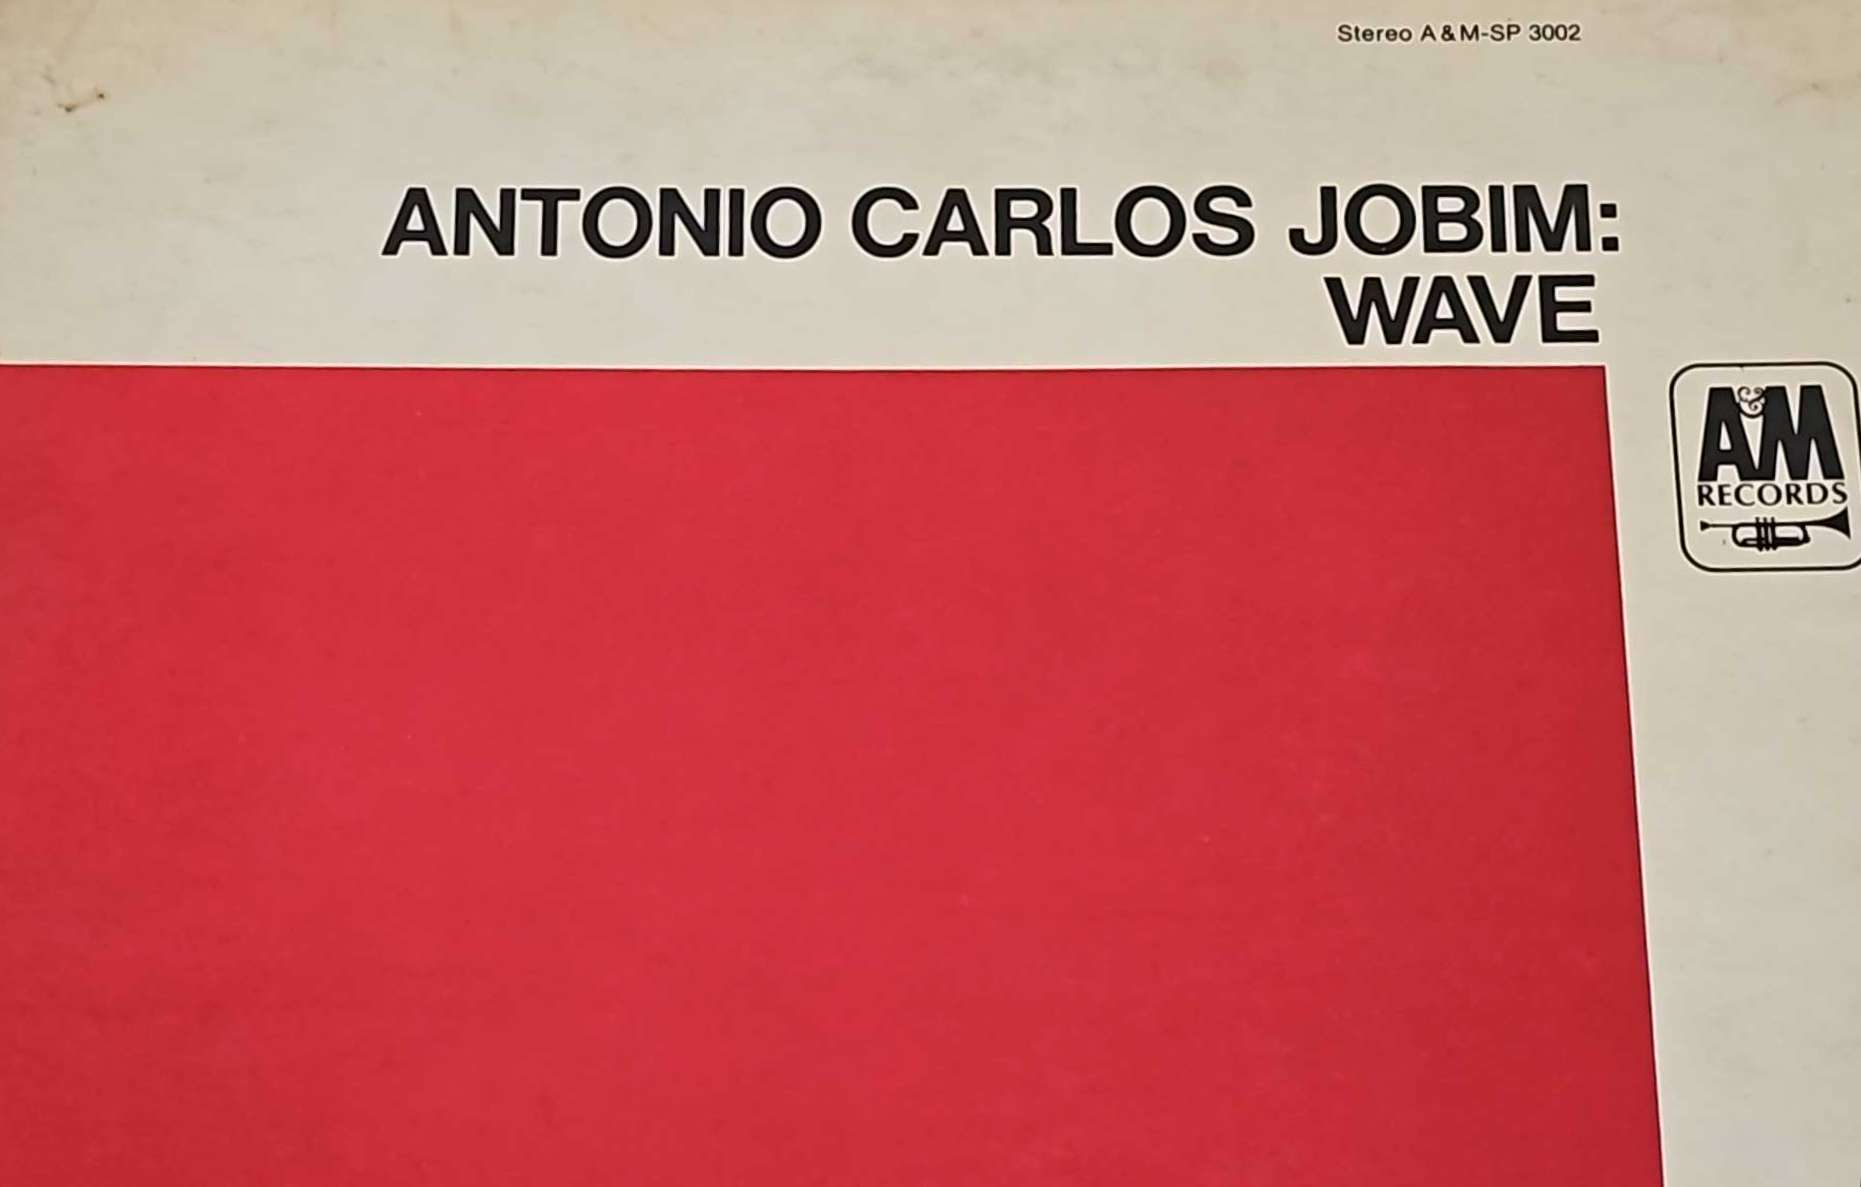 Stereo A&M-SP 3002
ANTONIO CARLOS JOBIM:
WAVE
A&M
RECORDS